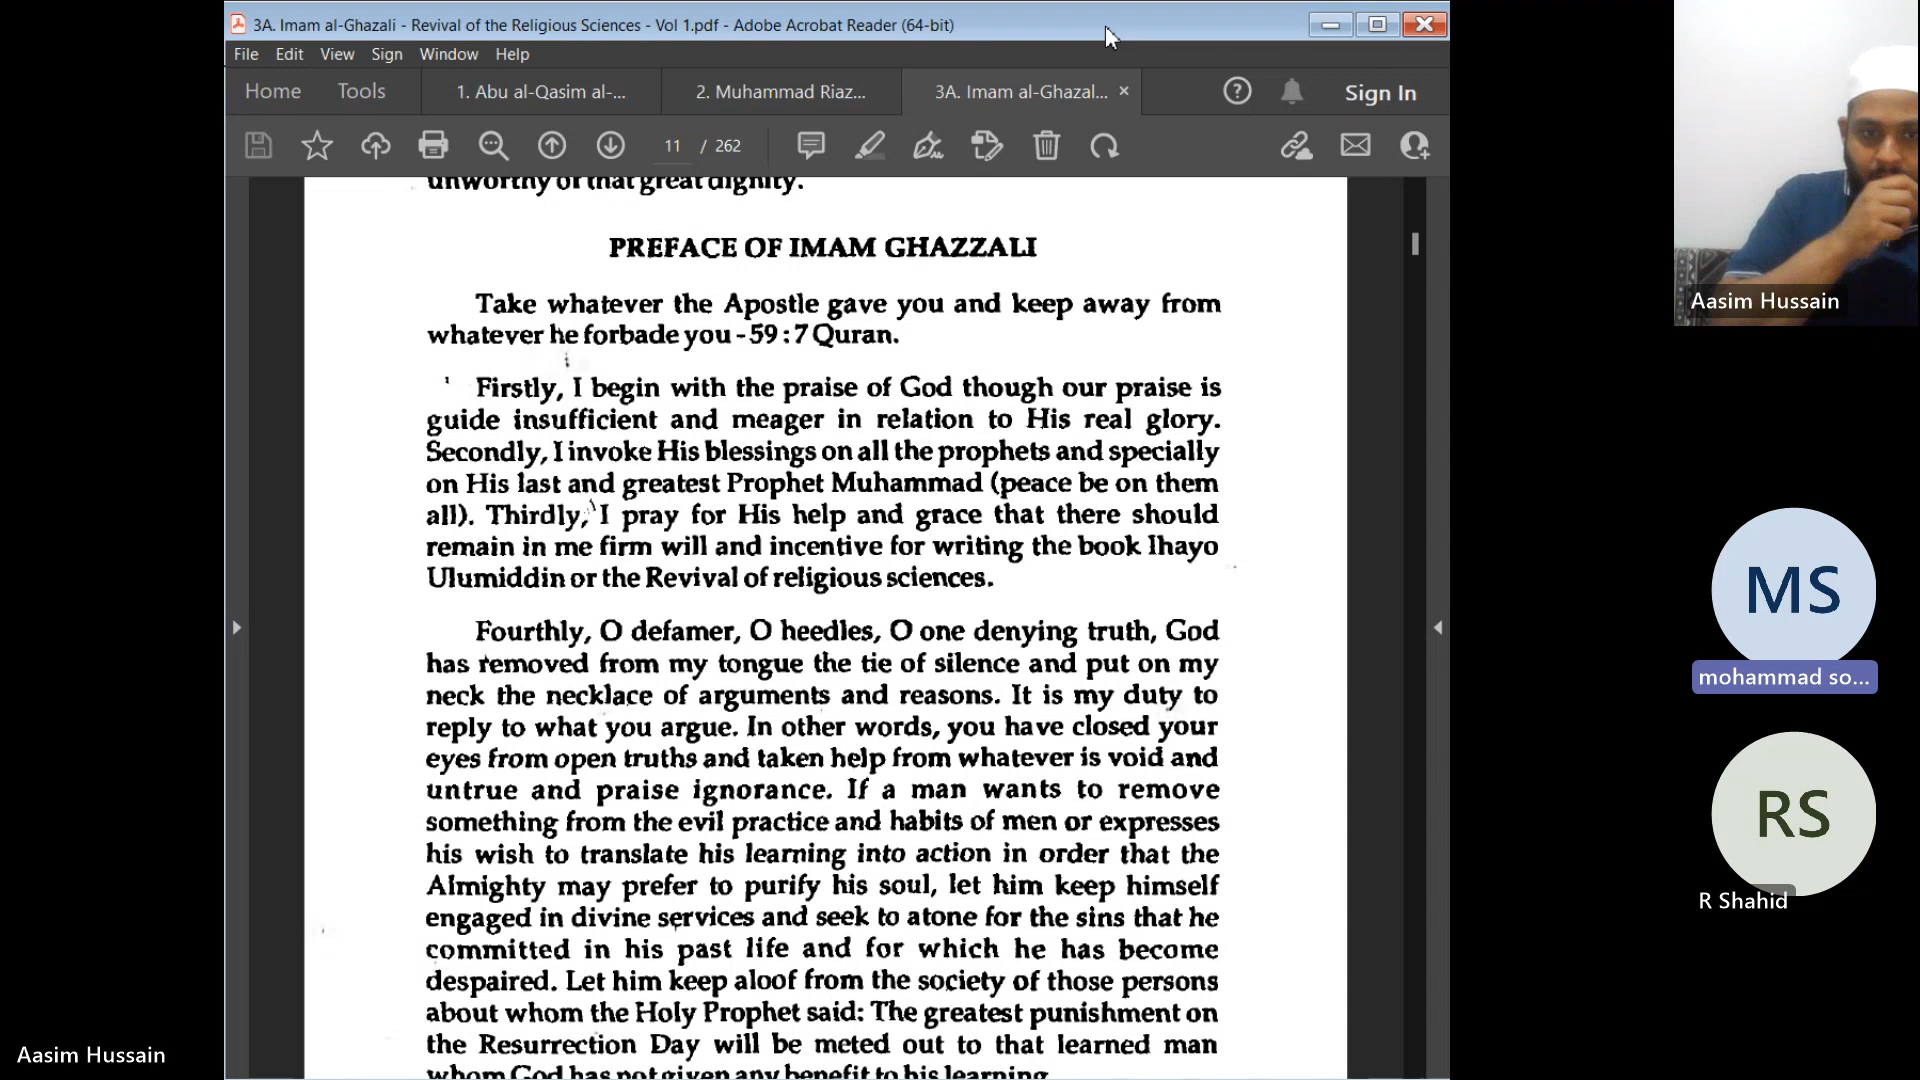 3A. Imam al-Ghazali - Revival of the Religious Sciences - Vol 1.pdf - Adobe Acrobat Reader (64-bit)
File Edit View Sign Window Help
Home Tools 1. Abu al-Qasim al-... 2. Muhammad Riaz... 3A. Imam al-Ghazal... × Sign In
11 / 262
unworthy of that great dignity.
PREFACE OF IMAM GHAZZALI
Take whatever the Apostle gave you and keep away from
whatever he forbade you - 59 : 7 Quran.
Firstly, I begin with the praise of God though our praise is
guide insufficient and meager in relation to His real glory.
Secondly, I invoke His blessings on all the prophets and specially
on His last and greatest Prophet Muhammad (peace be on them
all). Thirdly, I pray for His help and grace that there should
remain in me firm will and incentive for writing the book Ihayo
Ulumiddin or the Revival of religious sciences.
Fourthly, O defamer, O heedles, O one denying truth, God
has removed from my tongue the tie of silence and put on my
neck the necklace of arguments and reasons. It is my duty to
reply to what you argue. In other words, you have closed your
eyes from open truths and taken help from whatever is void and
untrue and praise ignorance. If a man wants to remove
something from the evil practice and habits of men or expresses
his wish to translate his learning into action in order that the
Almighty may prefer to purify his soul, let him keep himself
engaged in divine services and seek to atone for the sins that he
committed in his past life and for which he has become
despaired. Let him keep aloof from the society of those persons
about whom the Holy Prophet said: The greatest punishment on
the Resurrection Day will be meted out to that learned man
whom God has not given any benefit to his learning.
Aasim Hussain
MS
mohammad so...
RS
R Shahid
Aasim Hussain